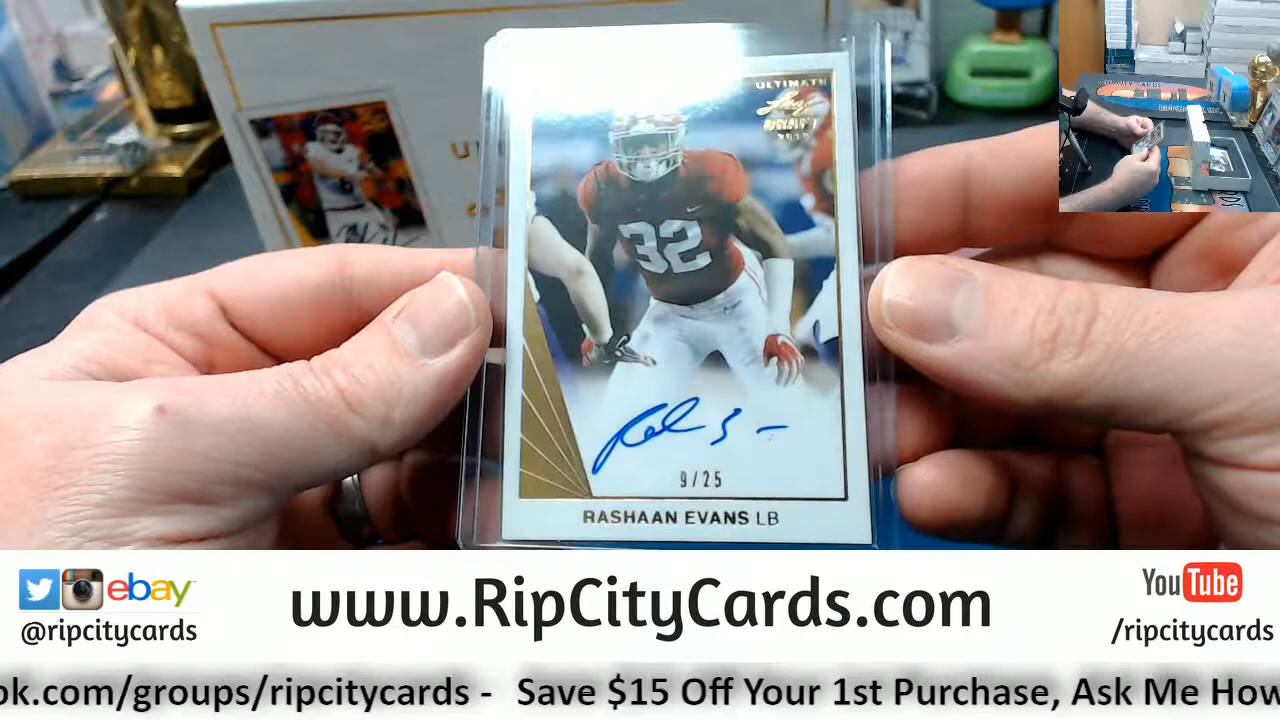 ULTIMATE
Leaf
32
9/25
RASHAAN EVANS LB
ebay
@ripcitycards
www.RipCityCards.com
YouTube
/ripcitycards
ok.com/groups/ripcitycards - Save $15 Off Your 1st Purchase, Ask Me How